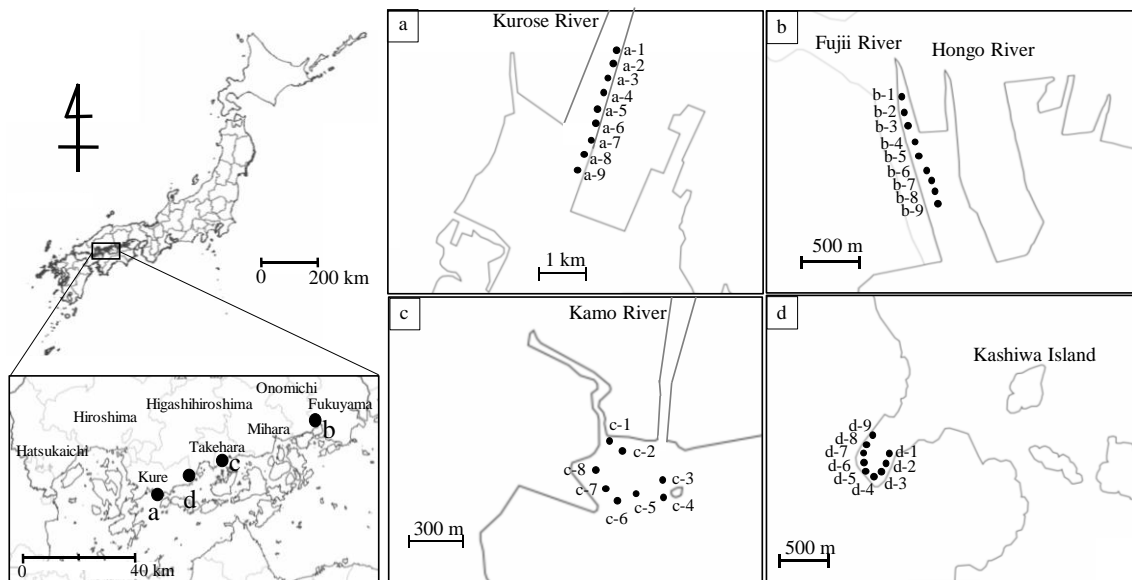 0
200 km
Onomichi
Higashihiroshima
Fukuyama
Hiroshima
Mihara
b
Takehara
Hatsukaichi
c
Kure
d
a
0
40 km
a
Kurose River
a-1
a-2
a-3
a-4
a-5
a-6
a-7
a-8
a-9
1 km
b
Fujii River
Hongo River
b-1
b-2
b-3
b-4
b-5
b-6
b-7
b-8
b-9
500 m
c
Kamo River
c-1
c-2
c-8
c-3
c-7
c-5
c-4
c-6
300 m
d
Kashiwa Island
d-9
d-8
d-7
d-1
d-6
d-2
d-5
d-3
d-4
500 m